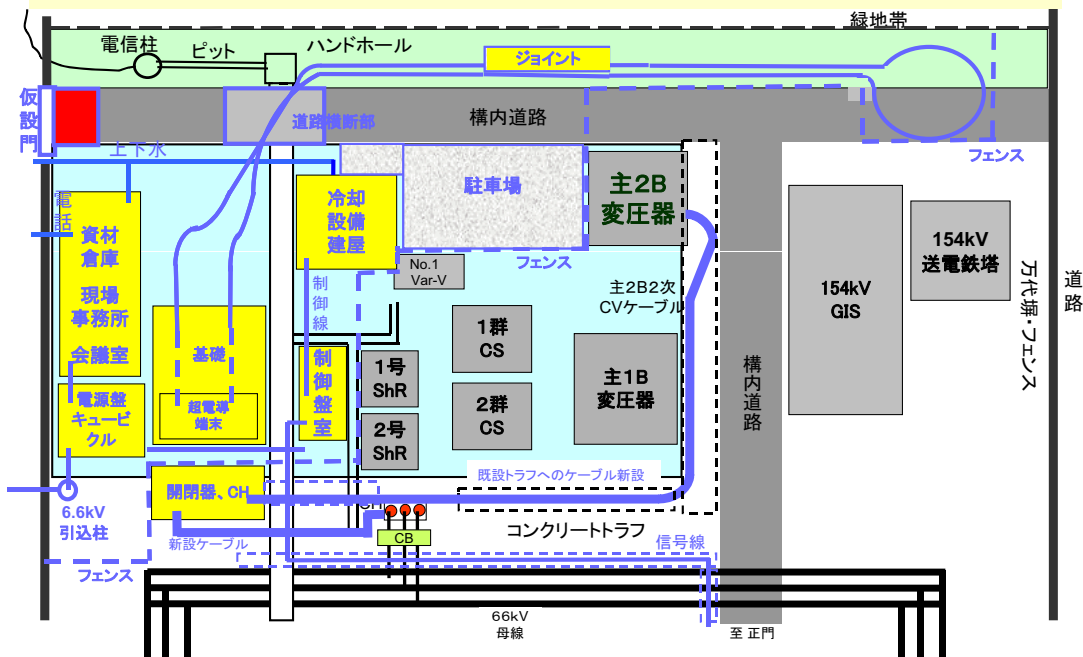 緑地帯
電信柱
ピット
ハンドホール
ジョイント
仮
設
門
道路横断部
構内道路
フェンス
上下水
電
話
資材
倉庫
現場
事務所
会議室
冷却
設備
建屋
駐車場
主2B
変圧器
フェンス
No.1
Var-V
制
御
線
主2B2次
CVケーブル
154kV
GIS
154kV
送電鉄塔
万代塀・フェンス
道
路
基礎
超電導
端末
電源盤
キュービ
クル
制
御
盤
室
1号
ShR
2号
ShR
1群
CS
2群
CS
主1B
変圧器
構
内
道
路
既設トラフへのケーブル新設
開閉器、CH
CH
6.6kV
引込柱
新設ケーブル
CB
コンクリートトラフ
信号線
フェンス
66kV
母線
至 正門